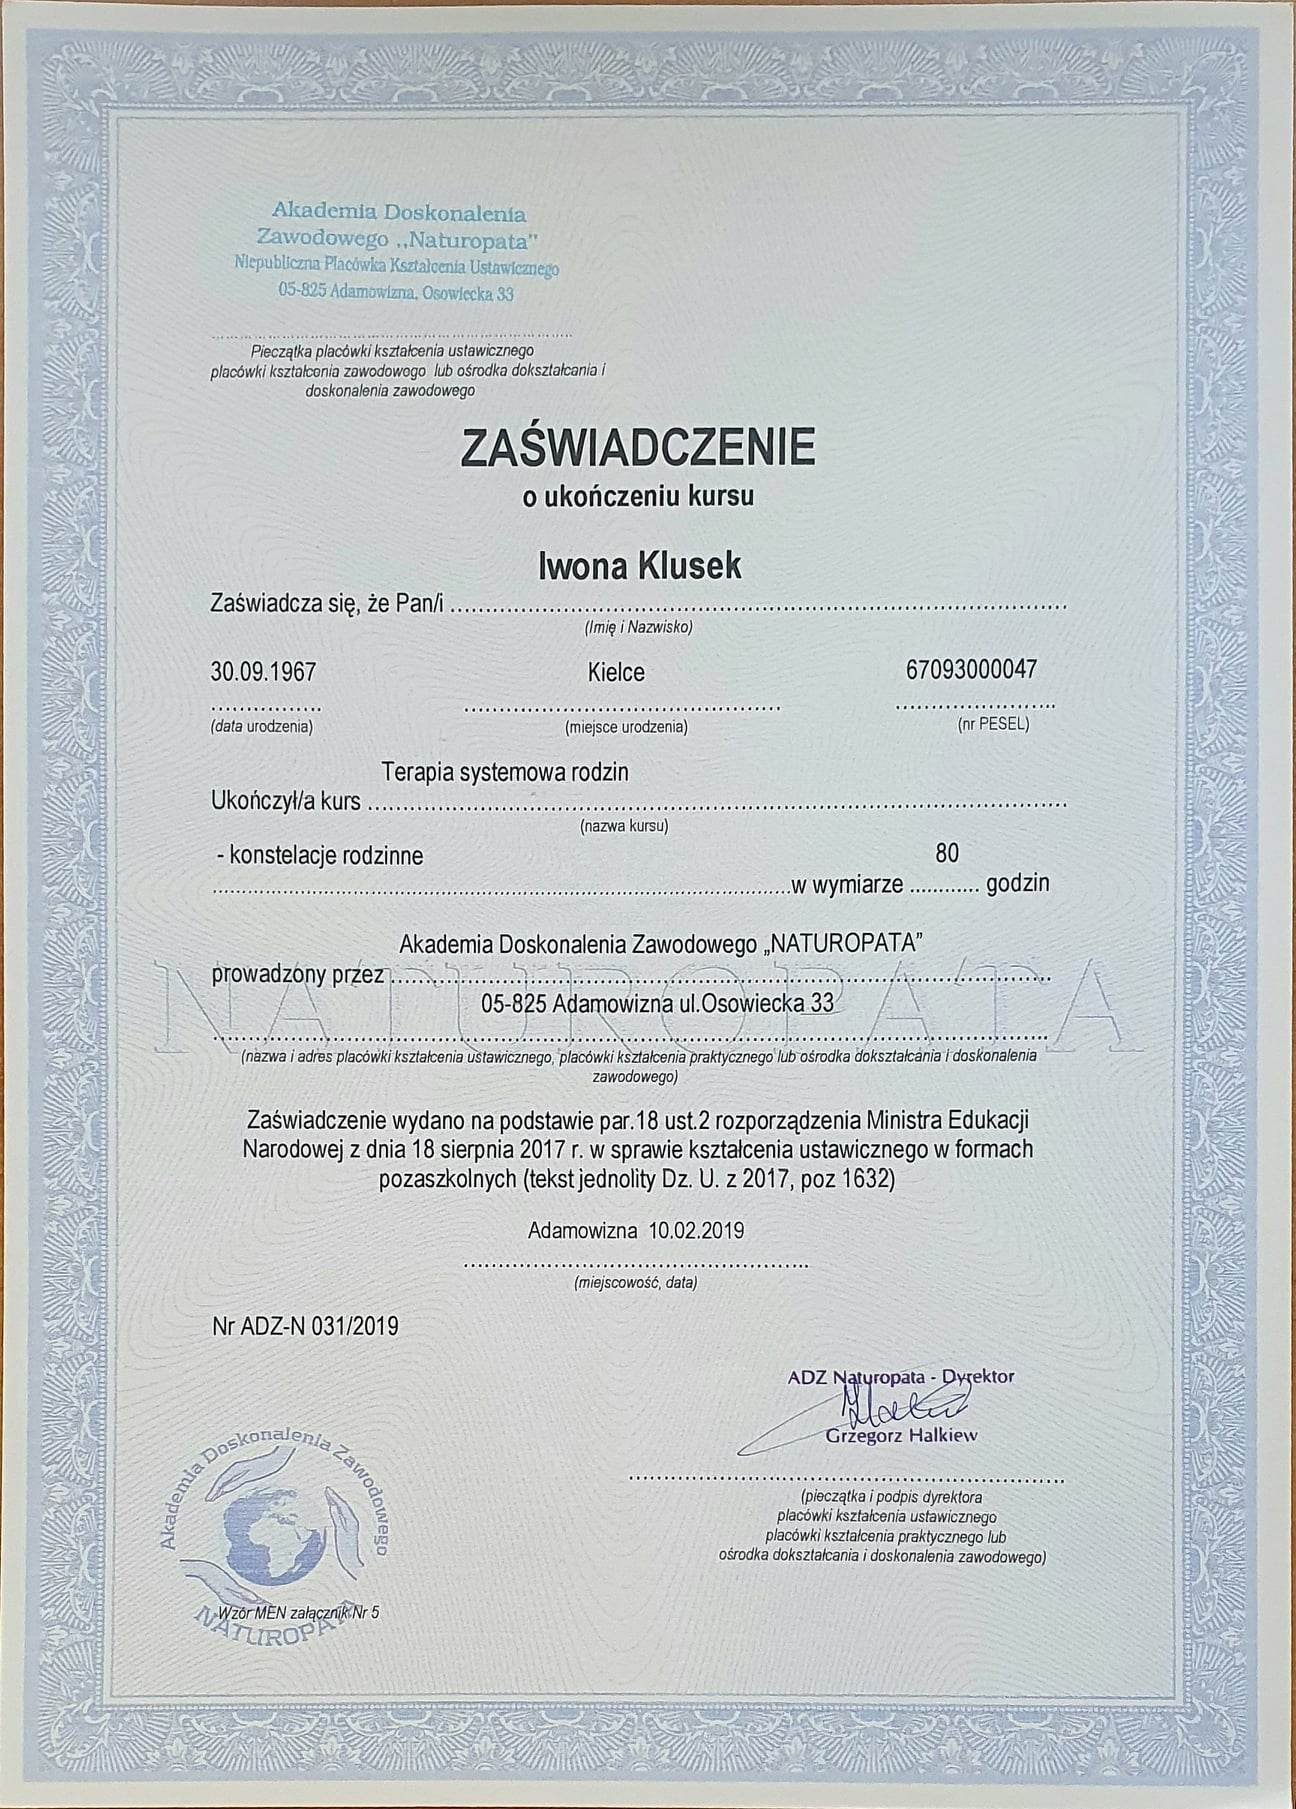 Akademia Doskonalenia
Zawodowego „Naturopata”
Niepubliczna Placówka Kształcenia Ustawicznego
05-825 Adamowizna, Osowiecka 33
Pieczątka placówki kształcenia ustawicznego
placówki kształcenia zawodowego lub ośrodka dokształcania i
doskonalenia zawodowego
ZAŚWIADCZENIE
o ukończeniu kursu
Iwona Klusek
Zaświadcza się, że Pan/i
(Imię i Nazwisko)
30.09.1967 Kielce 67093000047
(data urodzenia) (miejsce urodzenia) (nr PESEL)
Terapia systemowa rodzin
Ukończył/a kurs
(nazwa kursu)
- konstelacje rodzinne 80
w wymiarze ............ godzin
Akademia Doskonalenia Zawodowego „NATUROPATA”
prowadzony przez
05-825 Adamowizna ul.Osowiecka 33
NATUROPATA
(nazwa i adres placówki kształcenia ustawicznego, placówki kształcenia praktycznego lub ośrodka dokształcania i doskonalenia
zawodowego)
Zaświadczenie wydano na podstawie par.18 ust.2 rozporządzenia Ministra Edukacji
Narodowej z dnia 18 sierpnia 2017 r. w sprawie kształcenia ustawicznego w formach
pozaszkolnych (tekst jednolity Dz. U. z 2017, poz 1632)
Adamowizna 10.02.2019
(miejscowość, data)
Nr ADZ-N 031/2019
ADZ Naturopata - Dyrektor
Grzegorz Halkiew
(pieczątka i podpis dyrektora
placówki kształcenia ustawicznego
placówki kształcenia praktycznego lub
ośrodka dokształcania i doskonalenia zawodowego)
Akademia Doskonalenia Zawodowego
Wzór MEN załącznik Nr 5
NATUROPATA